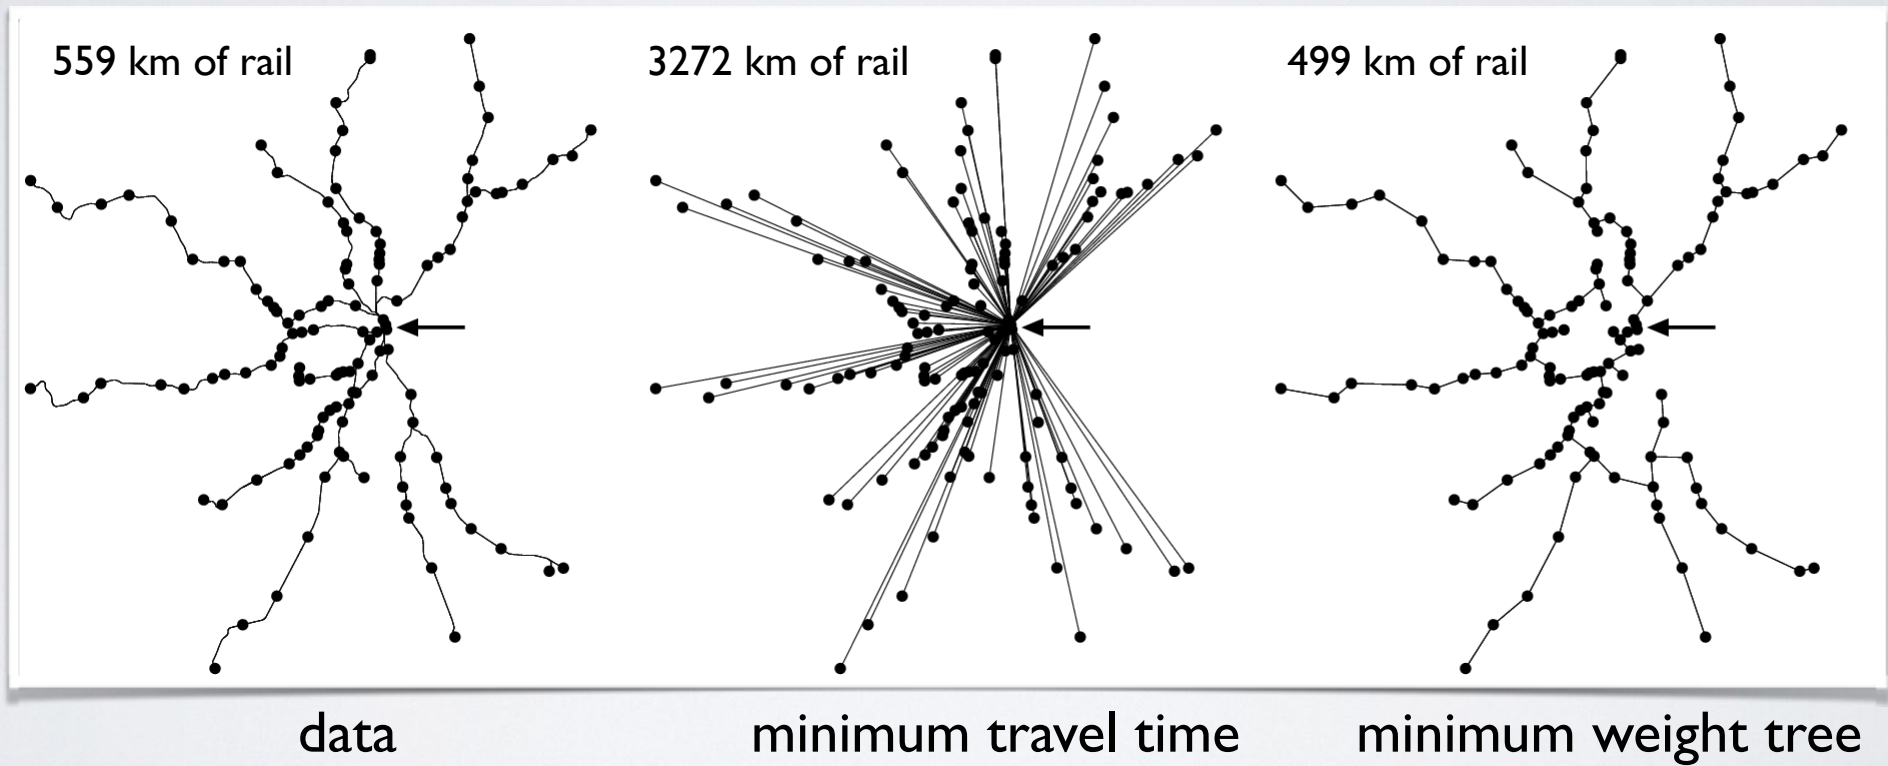 559 km of rail
3272 km of rail
499 km of rail
data
minimum travel time
minimum weight tree